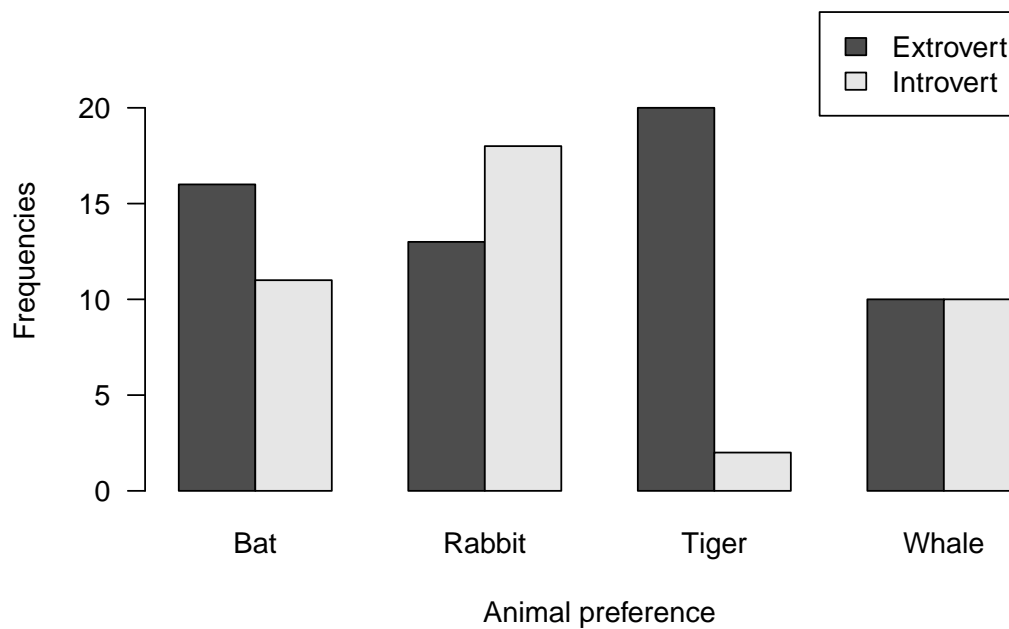 Extrovert
Introvert
Frequencies
20
15
10
5
0
Bat Rabbit Tiger Whale
Animal preference